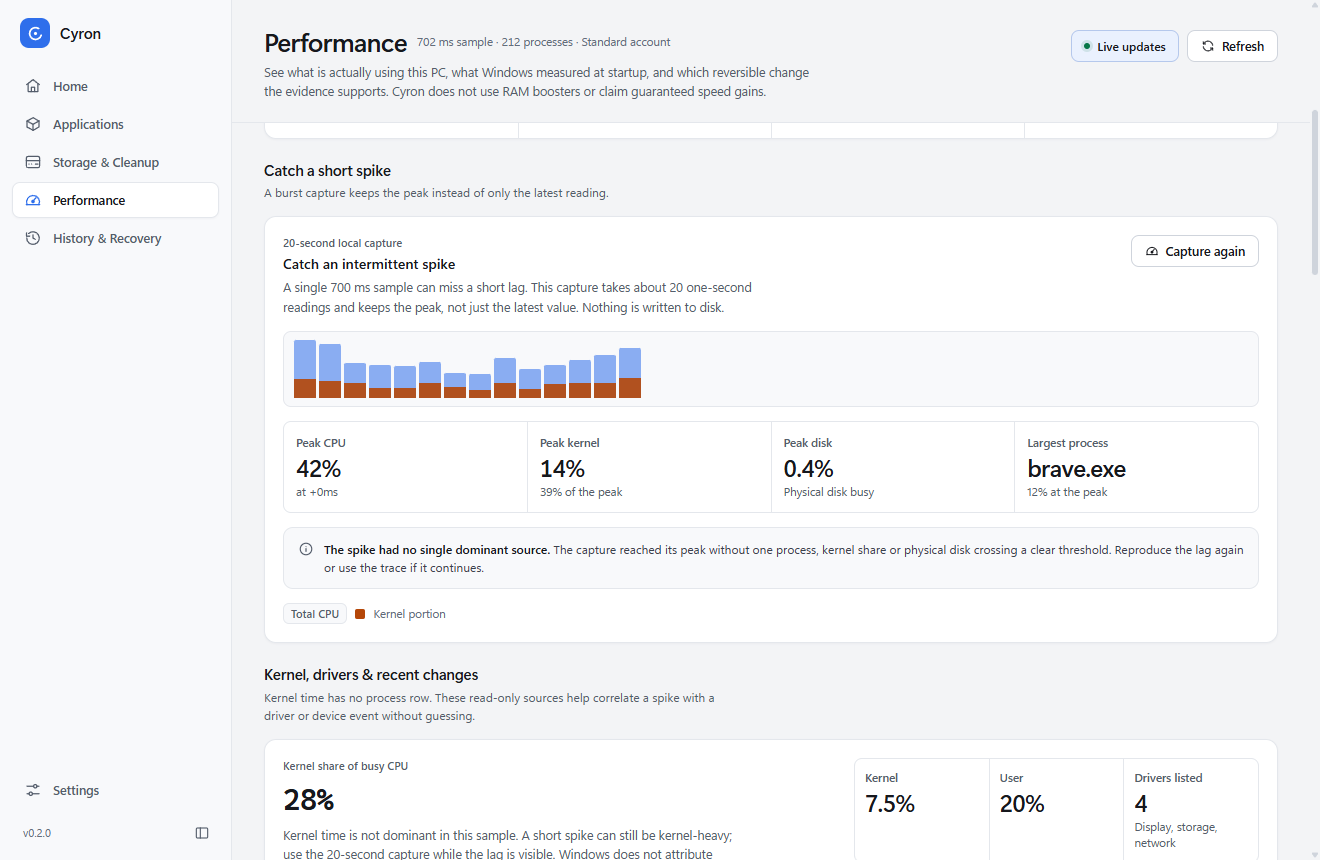 Cyron
Home
Applications
Storage & Cleanup
Performance
History & Recovery
Settings
v0.2.0
Performance
702 ms sample · 212 processes · Standard account
See what is actually using this PC, what Windows measured at startup, and which reversible change
the evidence supports. Cyron does not use RAM boosters or claim guaranteed speed gains.
Live updates
Refresh
Catch a short spike
A burst capture keeps the peak instead of only the latest reading.
20-second local capture
Catch an intermittent spike
A single 700 ms sample can miss a short lag. This capture takes about 20 one-second
readings and keeps the peak, not just the latest value. Nothing is written to disk.
Capture again
Peak CPU
42%
at +0ms
Peak kernel
14%
39% of the peak
Peak disk
0.4%
Physical disk busy
Largest process
brave.exe
12% at the peak
The spike had no single dominant source. The capture reached its peak without one process, kernel share or physical disk crossing a clear threshold. Reproduce the lag again
or use the trace if it continues.
Total CPU
Kernel portion
Kernel, drivers & recent changes
Kernel time has no process row. These read-only sources help correlate a spike with a
driver or device event without guessing.
Kernel share of busy CPU
28%
Kernel time is not dominant in this sample. A short spike can still be kernel-heavy;
use the 20-second capture while the lag is visible. Windows does not attribute
Kernel
7.5%
User
20%
Drivers listed
4
Display, storage,
network